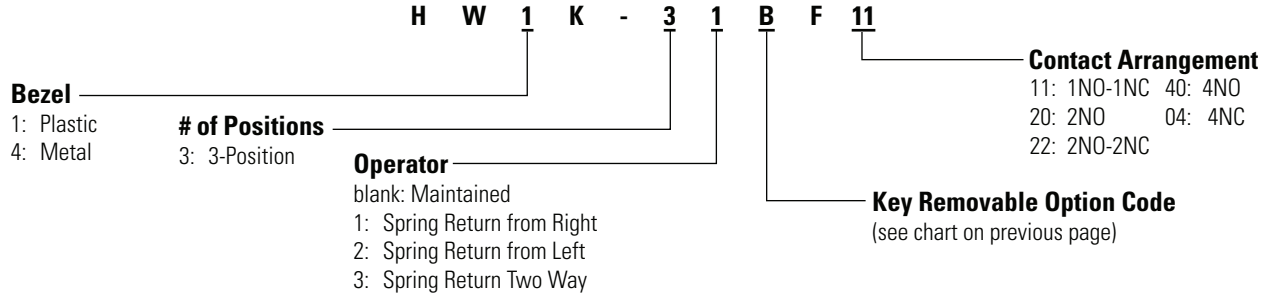 H W 1 K - 3 1 B F 11
Bezel
1: Plastic
4: Metal
# of Positions
3: 3-Position
Operator
blank: Maintained
1: Spring Return from Right
2: Spring Return from Left
3: Spring Return Two Way
Contact Arrangement
11: 1NO-1NC 40: 4NO
20: 2NO 04: 4NC
22: 2NO-2NC
Key Removable Option Code
(see chart on previous page)